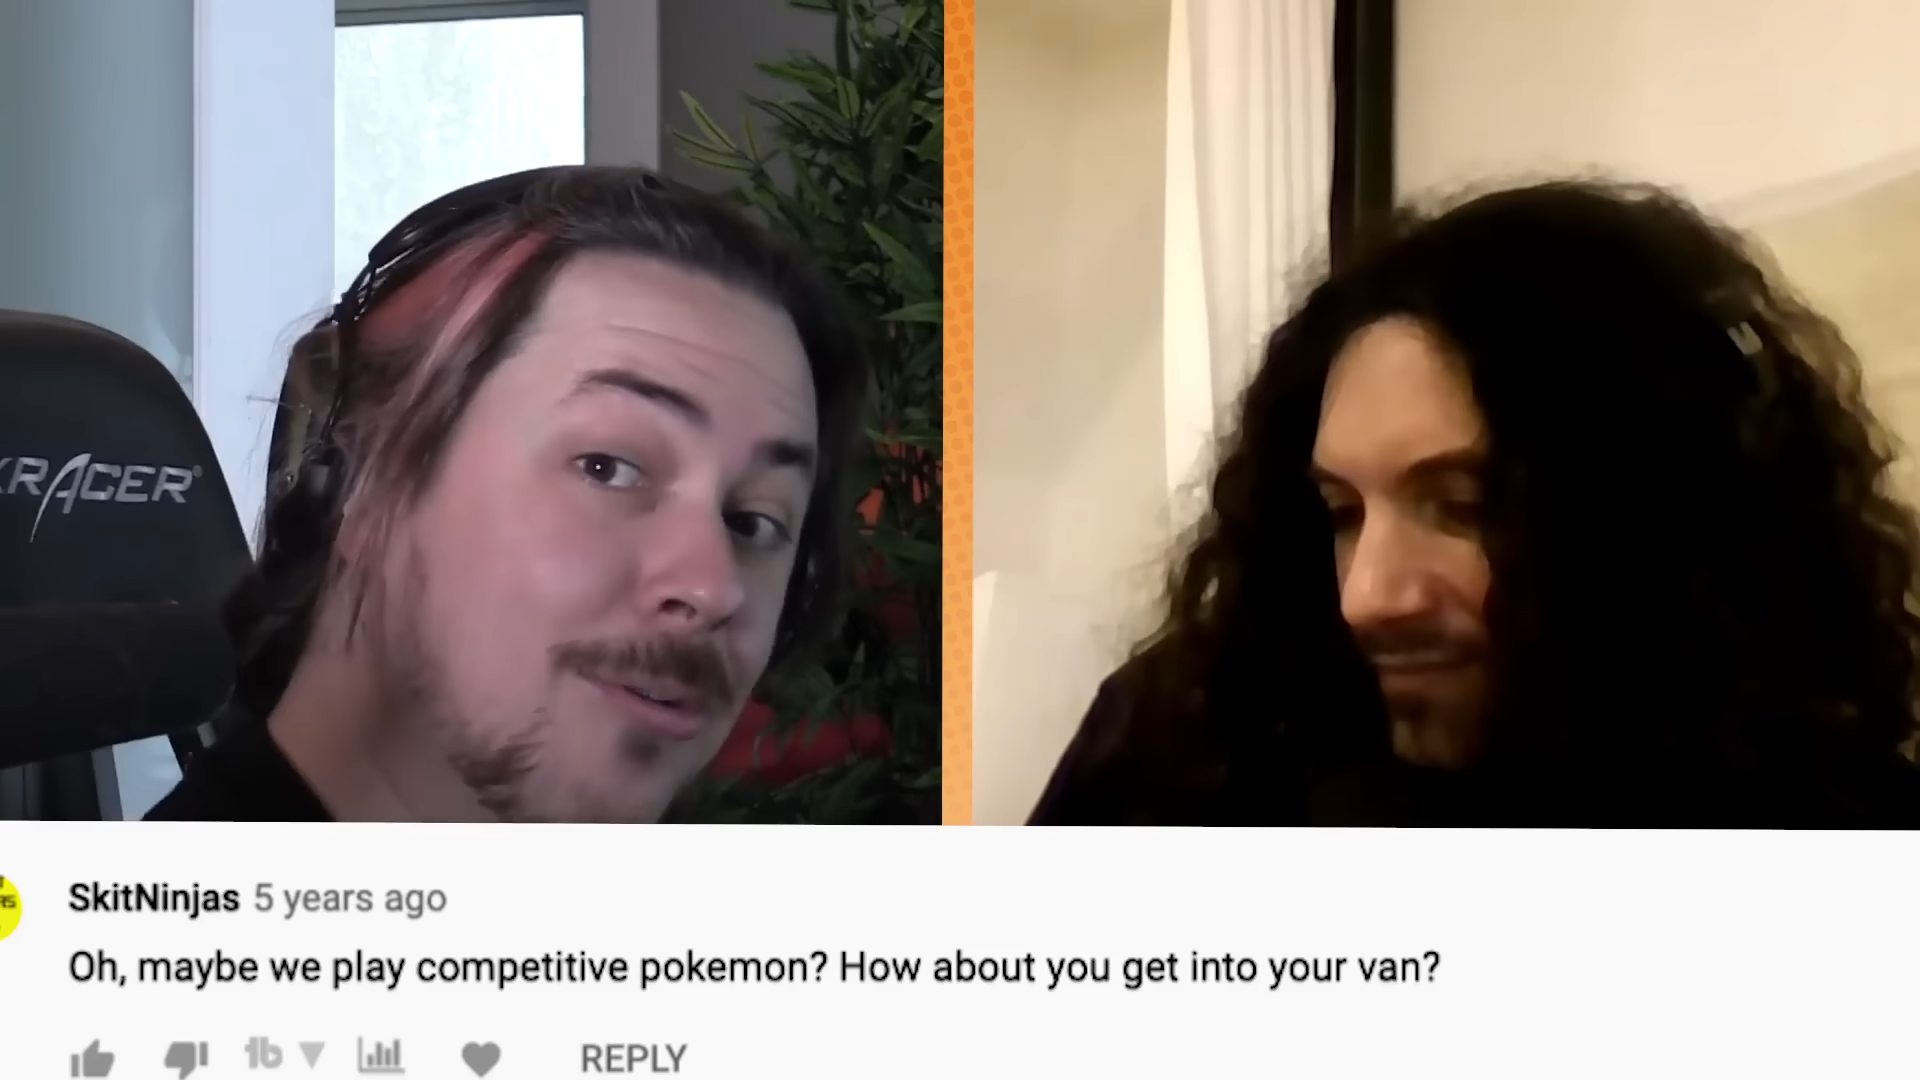 RACER
SkitNinjas 5 years ago
Oh, maybe we play competitive pokemon? How about you get into your van?
REPLY